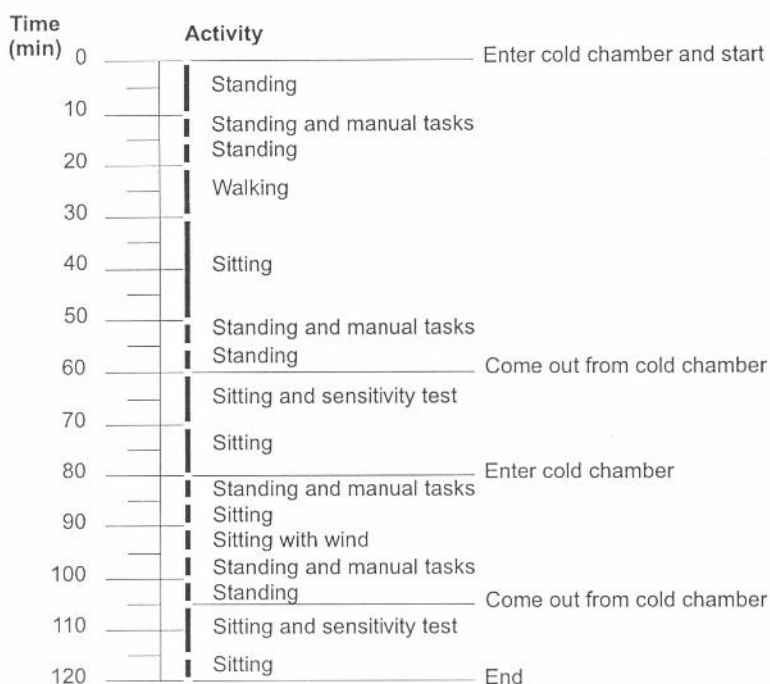 Time
(min)
Activity
0
Enter cold chamber and start
Standing
10
Standing and manual tasks
Standing
20
Walking
30
40
Sitting
50
Standing and manual tasks
Standing
60
Come out from cold chamber
Sitting and sensitivity test
70
Sitting
80
Enter cold chamber
Standing and manual tasks
Sitting
90
Sitting with wind
Standing and manual tasks
100
Standing
Come out from cold chamber
110
Sitting and sensitivity test
Sitting
120
End